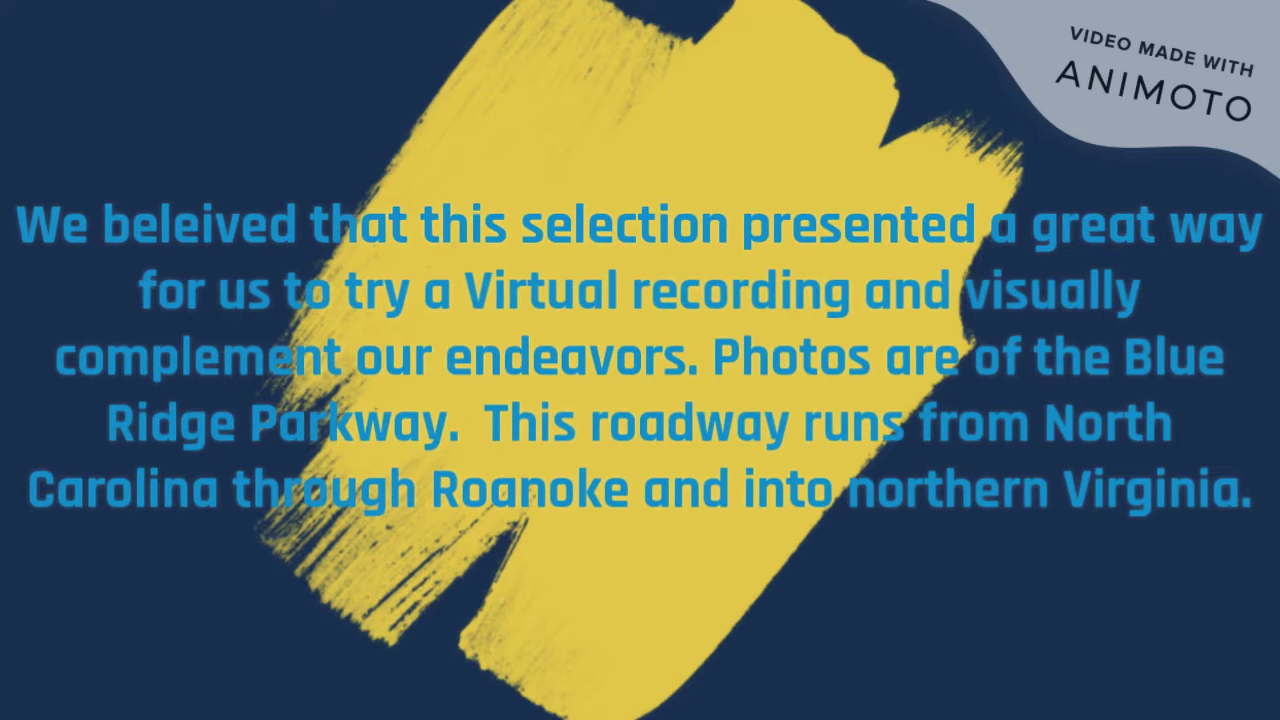 VIDEO MADE WITH
ANIMOTO
We beleived that this selection presented a great way
for us to try a Virtual recording and visually
complement our endeavors. Photos are of the Blue
Ridge Parkway.  This roadway runs from North
Carolina through Roanoke and into northern Virginia.